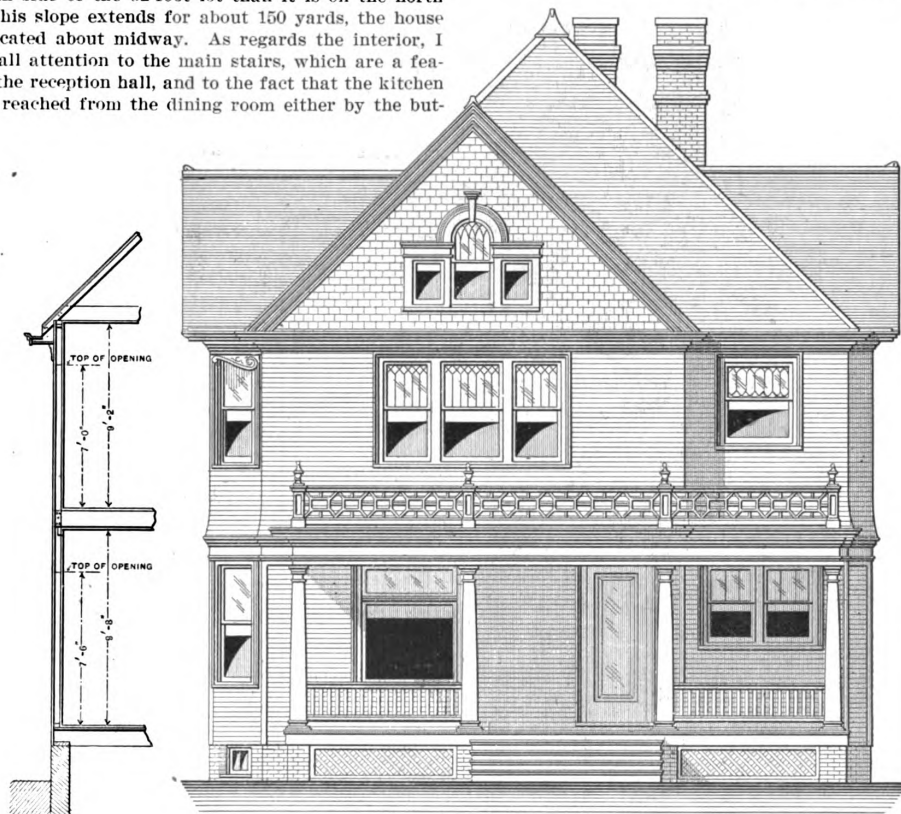 his slope extends for about 150 yards, the house
cated about midway. As regards the interior, I
all attention to the main stairs, which are a fea-
the reception hall, and to the fact that the kitchen
reached from the dining room either by the but-
TOP OF OPENING
7'-0"
9'-2"
TOP OF OPENING
7'-6"
8'-8"